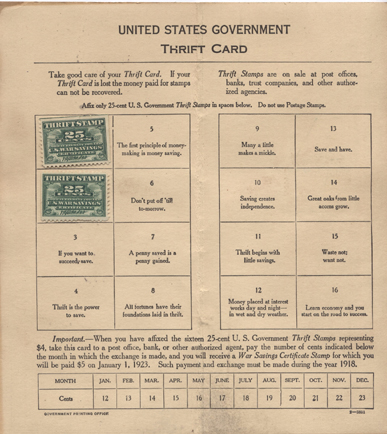 UNITED STATES GOVERNMENT
THRIFT CARD
Take good care of your Thrift Card. If your
Thrift Card is lost the money paid for stamps
can not be recovered.
Thrift Stamps are on sale at post offices,
banks, trust companies, and other author-
ized agencies.
Affix only 25-cent U. S. Government Thrift Stamps in spaces below. Do not use Postage Stamps.
THRIFT STAMP
25
CENTS
U.S. WAR SAVINGS
CERTIFICATE
THRIFT STAMP
25
CENTS
U.S. WAR SAVINGS
CERTIFICATE
3
If you want to
succeed, save.
4
Thrift is the power
to save.
5
The first principle of money-
making is money saving.
6
Don't put off 'till
to-morrow.
7
A penny saved is a
penny gained.
8
All fortunes have their
foundations laid in thrift.
9
Many a little
makes a mickle.
10
Saving creates
independence.
11
Thrift begins with
little savings.
12
Money placed at interest
works day and night—
in wet and dry weather.
13
Save and have.
14
Great oaks from little
acorns grow.
15
Waste not;
want not.
16
Learn economy and you
start on the road to success.
Important.—When you have affixed the sixteen 25-cent U. S. Government Thrift Stamps representing
$4, take this card to a post office, bank, or other authorized agent, pay the number of cents indicated below
the month in which the exchange is made, and you will receive a War Savings Certificate Stamp for which you
will be paid $5 on January 1, 1923. Such payment and exchange must be made during the year 1918.
MONTH JAN. FEB. MAR. APR. MAY JUNE JULY AUG. SEPT. OCT. NOV. DEC.
Cents 12 13 14 15 16 17 18 19 20 21 22 23
GOVERNMENT PRINTING OFFICE